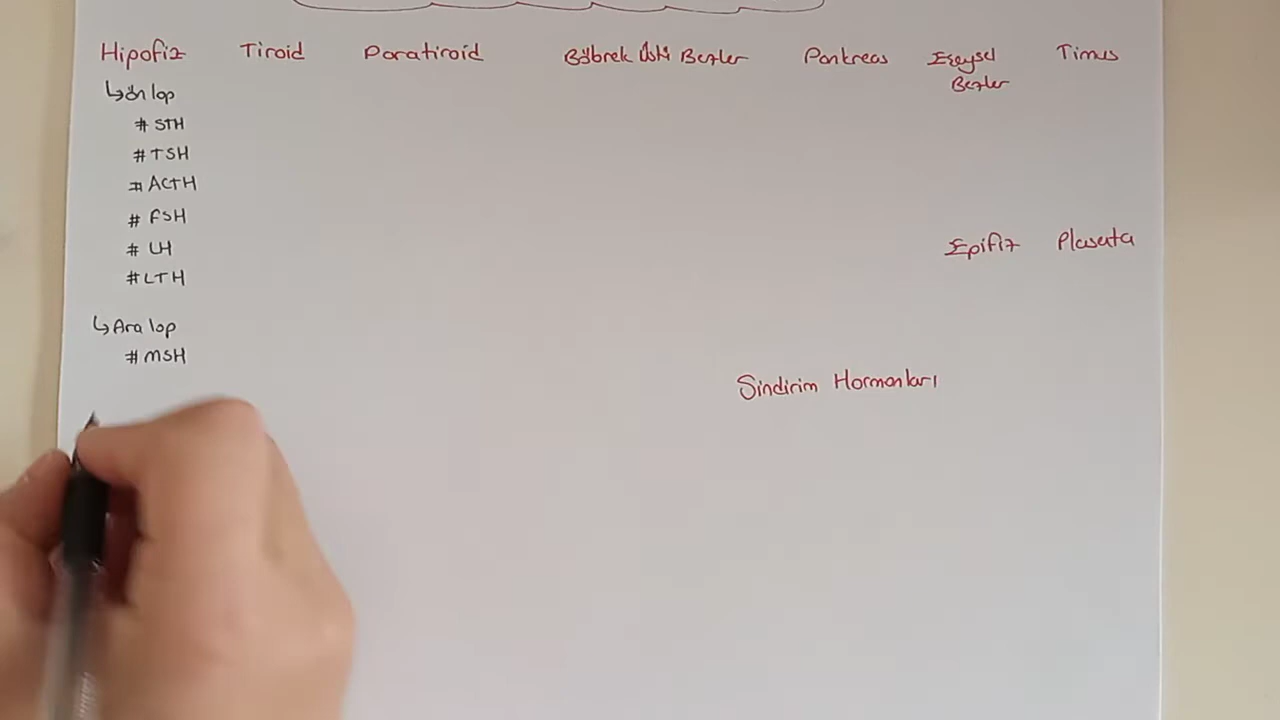 Hipofiz Tiroid Paratiroid Böbrek Üstü Bezler Pankreas Eşeysel Timus
Bezler
↳ Ön lop
# STH
# TSH
# ACTH
# FSH
# LH
# LTH
Epifiz Plasenta
↳ Ara lop
# MSH
Sindirim Hormonları